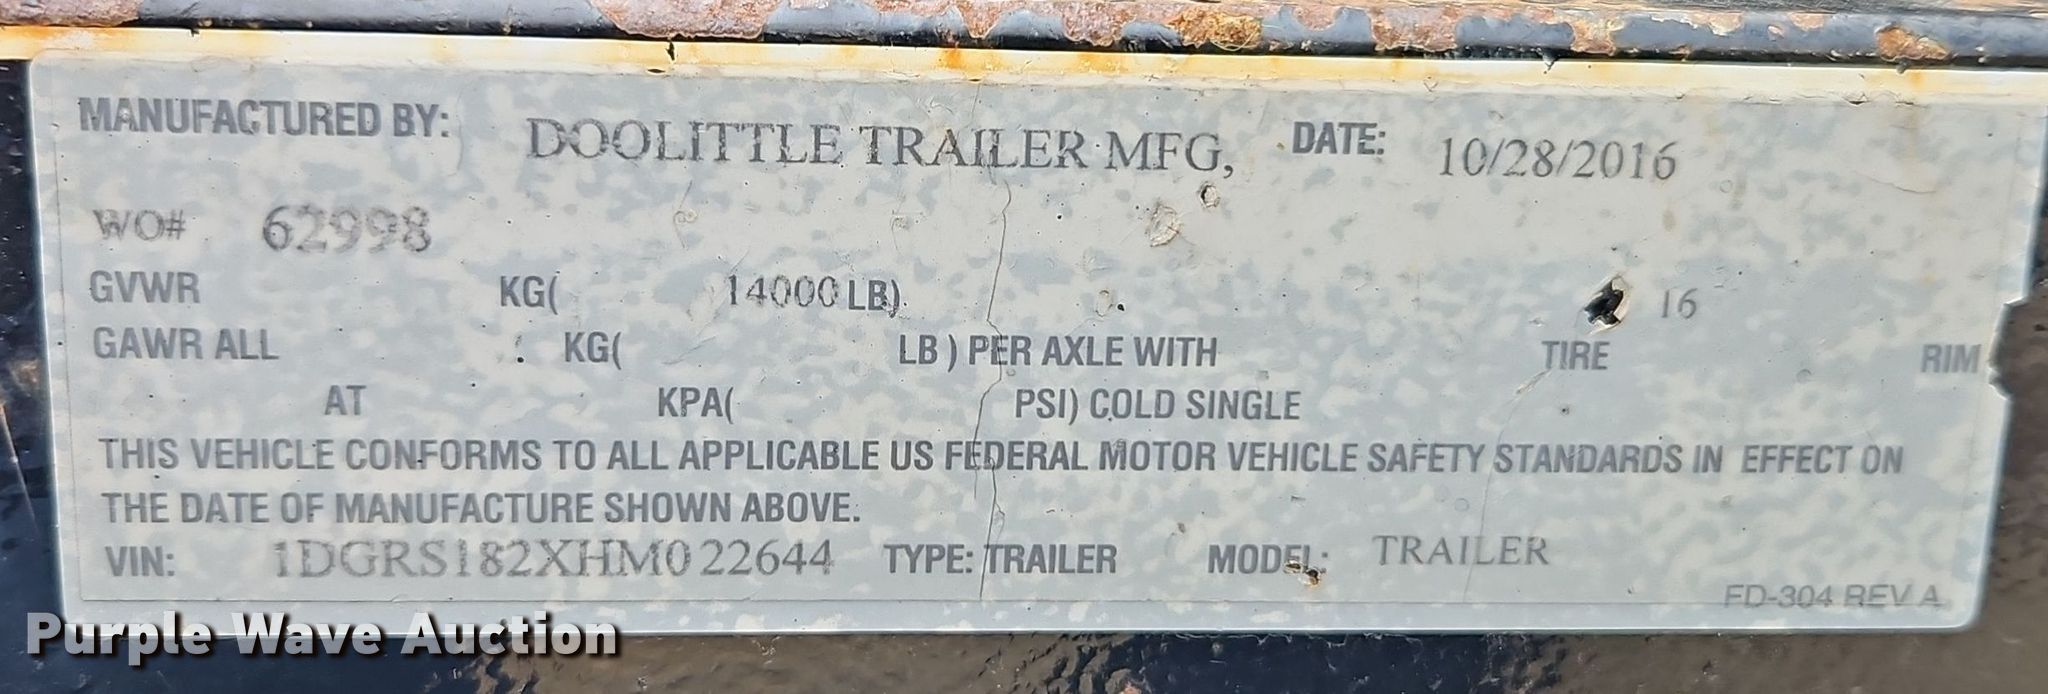 MANUFACTURED BY: DOOLITTLE TRAILER MFG, DATE: 10/28/2016
WO# 62998
GVWR KG( 14000 LB) 16
GAWR ALL KG( LB ) PER AXLE WITH TIRE RIM
AT KPA( PSI) COLD SINGLE
THIS VEHICLE CONFORMS TO ALL APPLICABLE US FEDERAL MOTOR VEHICLE SAFETY STANDARDS IN EFFECT ON
THE DATE OF MANUFACTURE SHOWN ABOVE.
VIN: 1DGRS182XHM022644 TYPE: TRAILER MODEL: TRAILER
FD-304 REV A
Purple Wave Auction